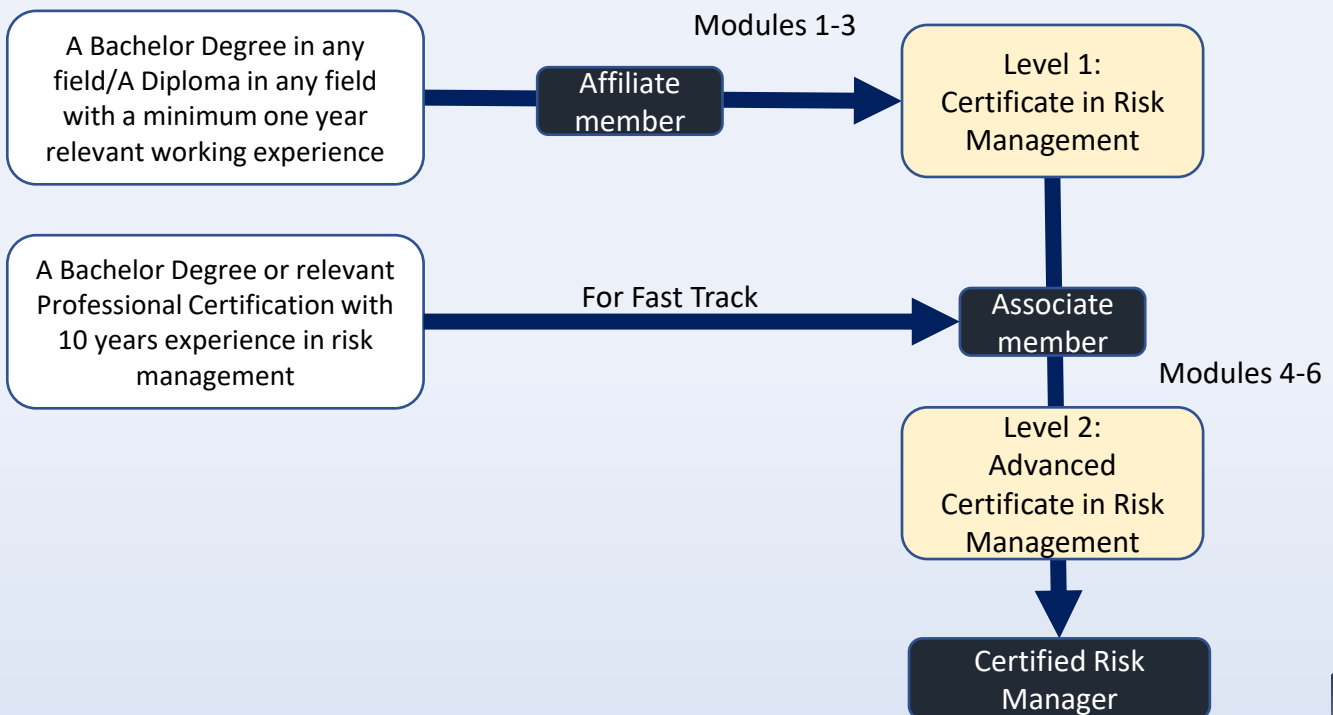 Modules 1-3
A Bachelor Degree in any
field/A Diploma in any field
with a minimum one year
relevant working experience
Affiliate
member
Level 1:
Certificate in Risk
Management
A Bachelor Degree or relevant
Professional Certification with
10 years experience in risk
management
For Fast Track
Associate
member
Modules 4-6
Level 2:
Advanced
Certificate in Risk
Management
Certified Risk
Manager